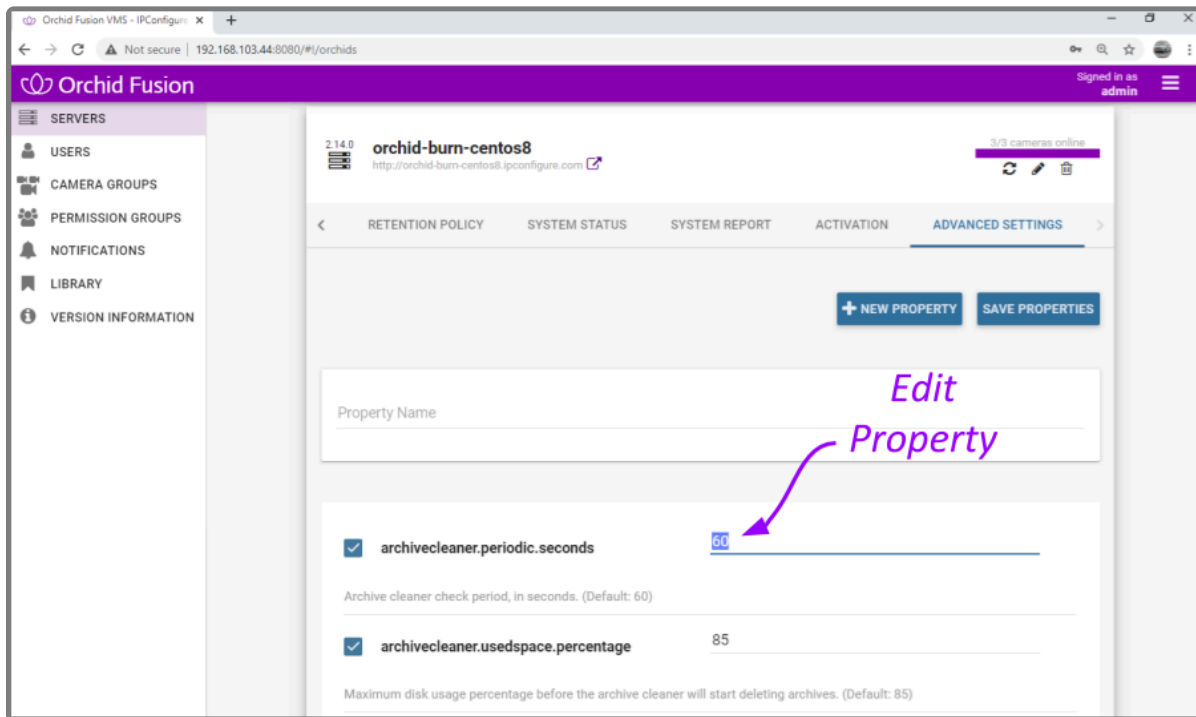 Orchid Fusion VMS - IPConfigure
Not secure | 192.168.103.44:8080/#!/orchids
Orchid Fusion
Signed in as
admin
SERVERS
USERS
CAMERA GROUPS
PERMISSION GROUPS
NOTIFICATIONS
LIBRARY
VERSION INFORMATION
2.14.0
orchid-burn-centos8
http://orchid-burn-centos8.ipconfigure.com
3/3 cameras online
RETENTION POLICY SYSTEM STATUS SYSTEM REPORT ACTIVATION ADVANCED SETTINGS
NEW PROPERTY SAVE PROPERTIES
Property Name
Edit
Property
archivecleaner.periodic.seconds 60
Archive cleaner check period, in seconds. (Default: 60)
archivecleaner.usedspace.percentage 85
Maximum disk usage percentage before the archive cleaner will start deleting archives. (Default: 85)